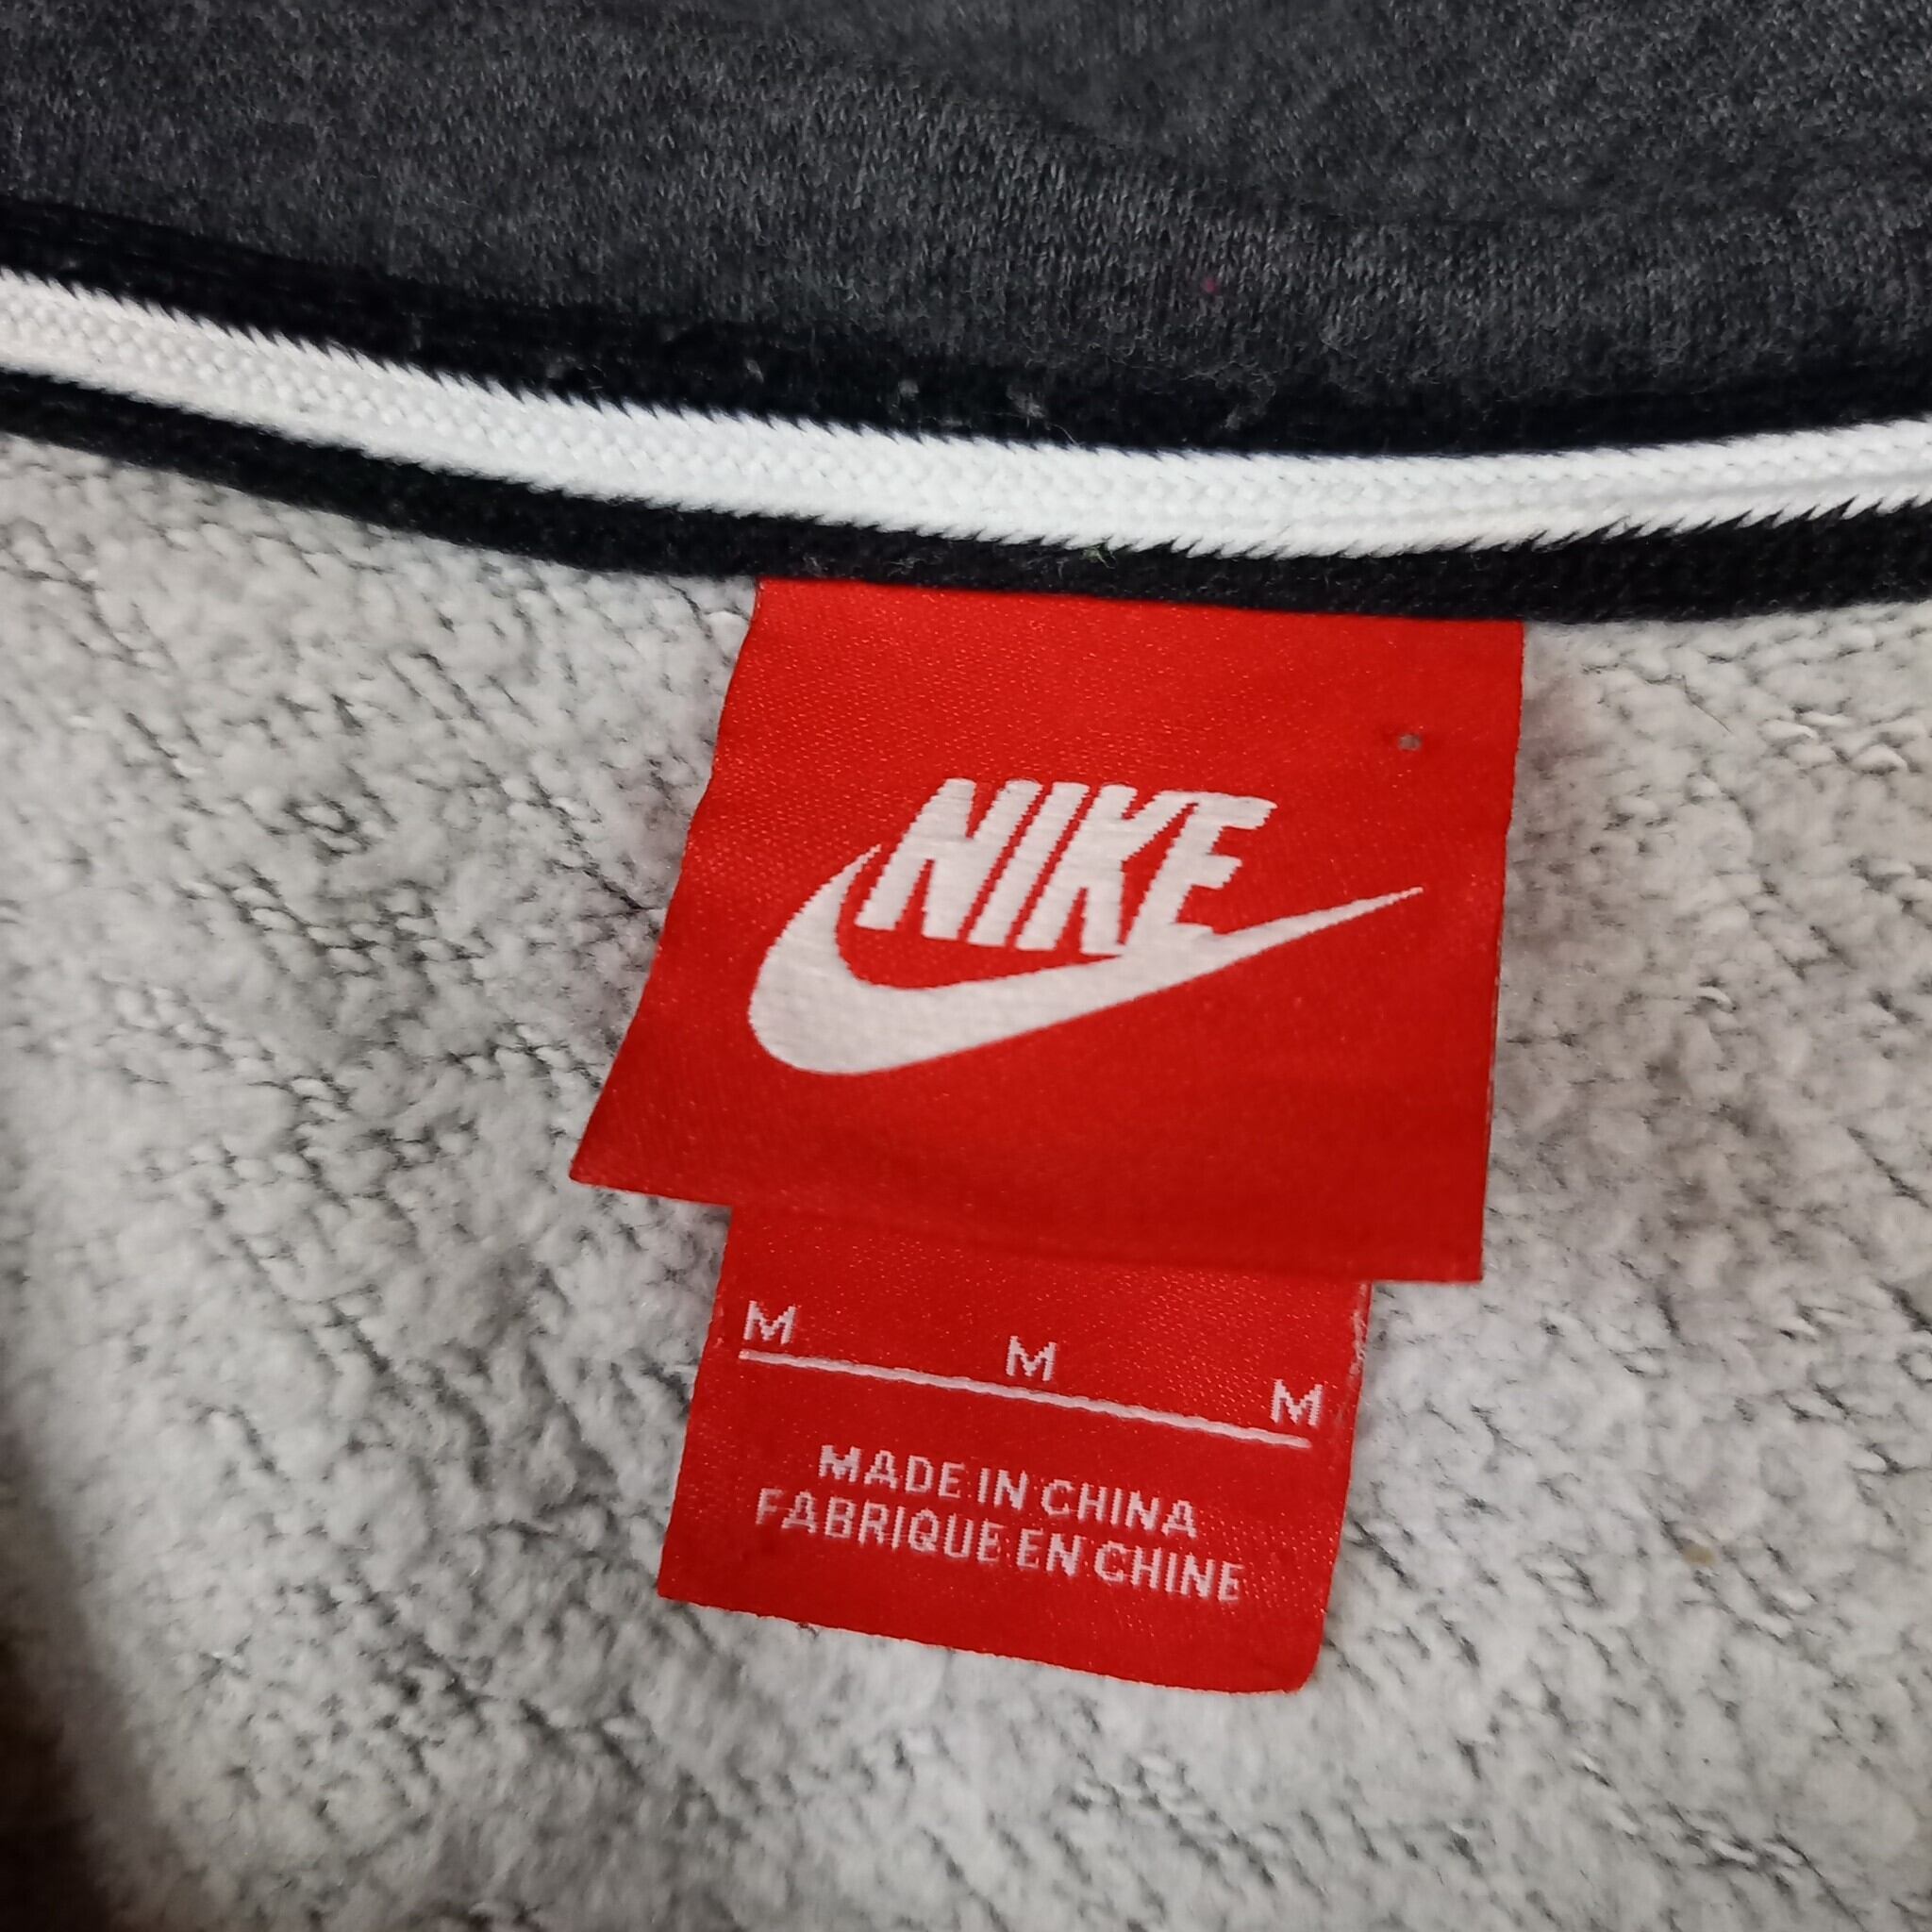 NIKE
M M M
MADE IN CHINA
FABRIQUE EN CHINE